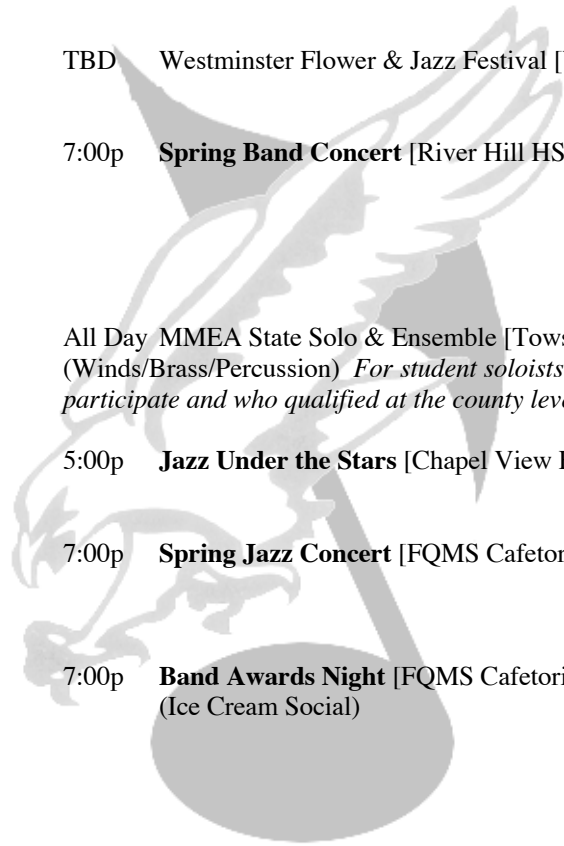 TBD Westminster Flower & Jazz Festival [
7:00p Spring Band Concert [River Hill HS
All Day MMEA State Solo & Ensemble [Tows
(Winds/Brass/Percussion) For student soloists
participate and who qualified at the county leve
5:00p Jazz Under the Stars [Chapel View
7:00p Spring Jazz Concert [FQMS Cafetor
7:00p Band Awards Night [FQMS Cafetori
(Ice Cream Social)